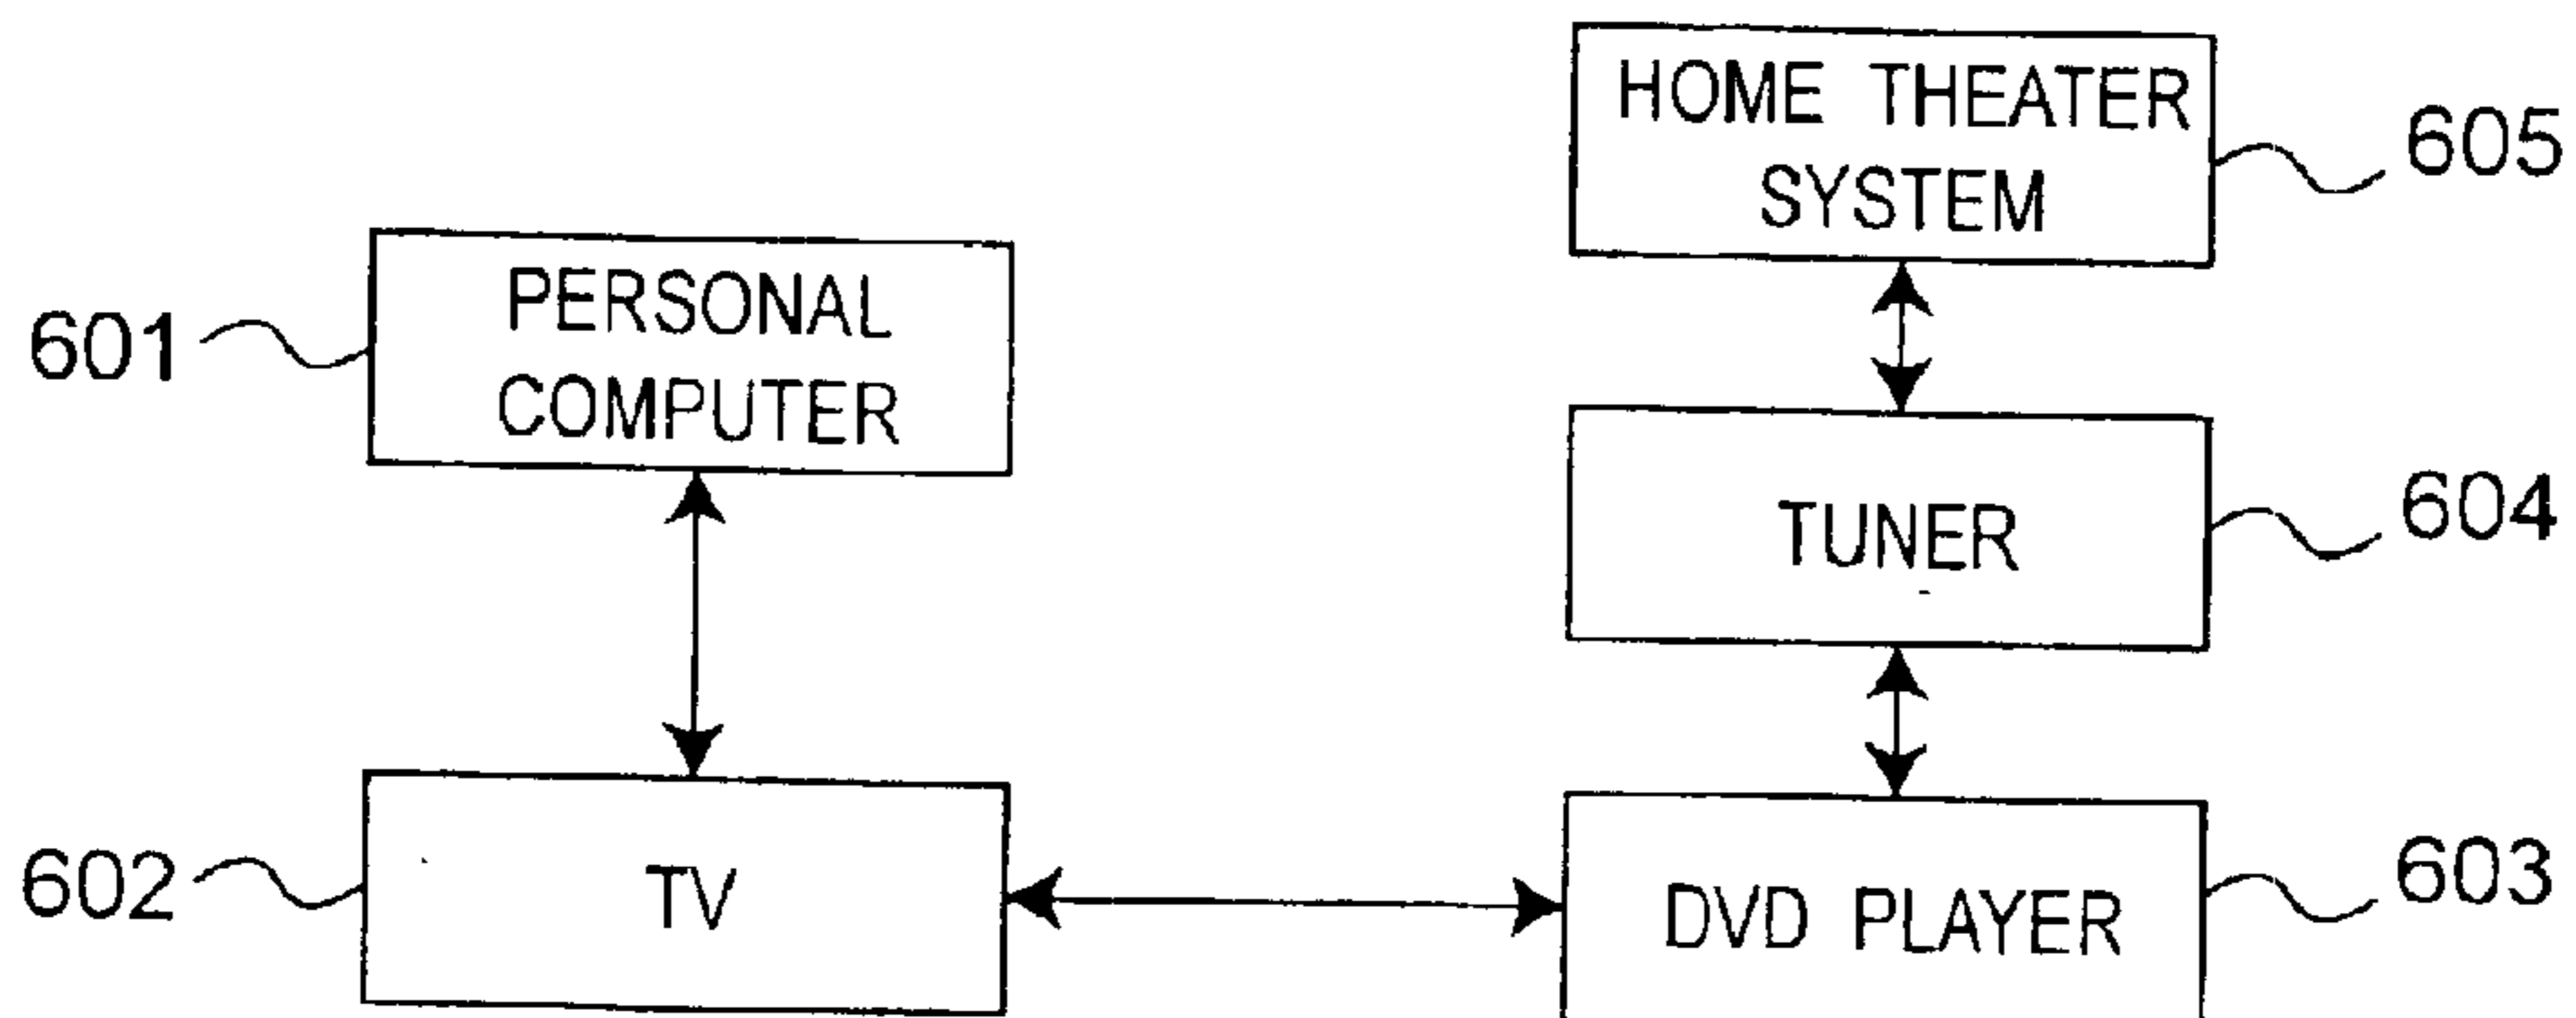 HOME THEATER
SYSTEM
605
PERSONAL
COMPUTER
601
TUNER
604
TV
602
DVD PLAYER
603